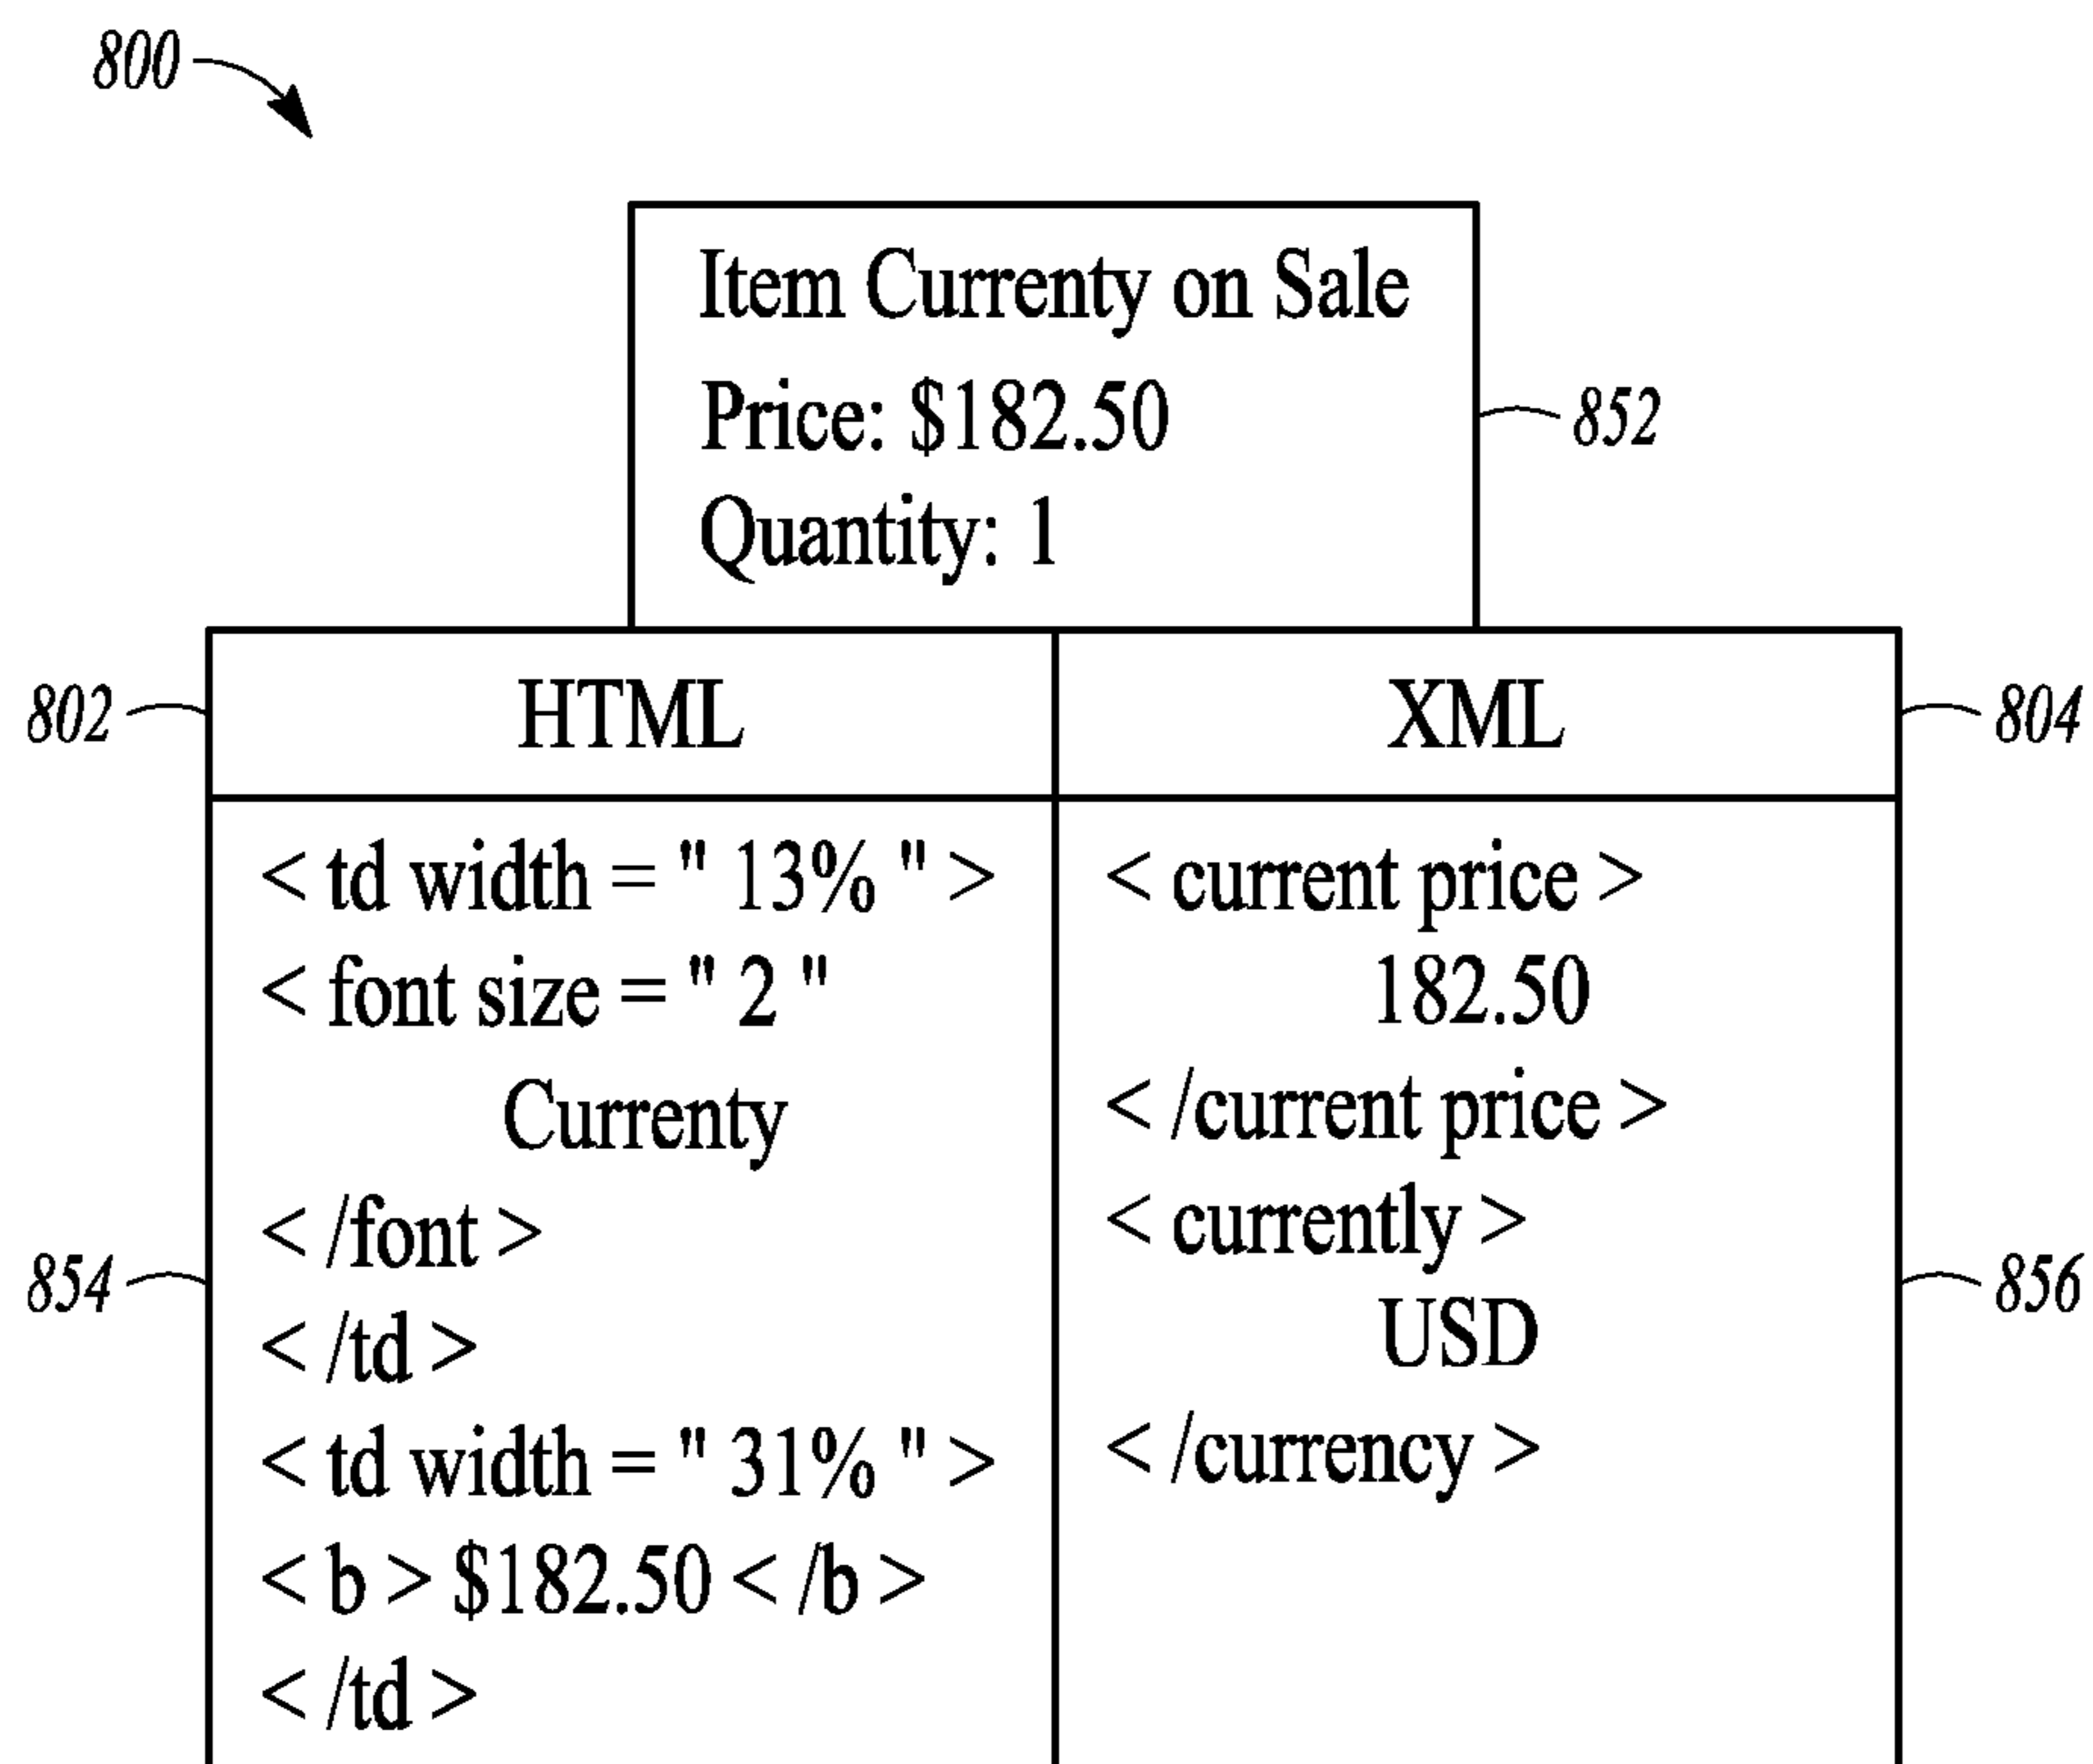 800
Item Currenty on Sale
Price: $182.50
852
Quantity: 1
802
HTML
XML
804
< td width = " 13% " >
< font size = " 2 "
Currenty
< /font >
854
< /td >
< td width = " 31% " >
< b > $182.50 < /b >
< /td >
< current price >
182.50
< /current price >
< currently >
856
USD
< /currency >